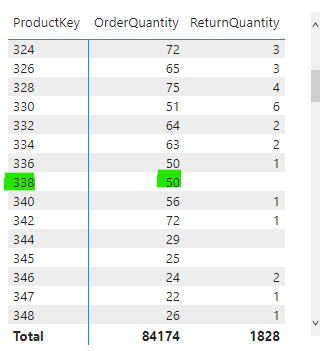 ProductKey OrderQuantity ReturnQuantity
324 72 3
326 65 3
328 75 4
330 51 6
332 64 2
334 63 2
336 50 1
338 50
340 56 1
342 72 1
344 29
345 25
346 24 2
347 22 1
348 26 1
Total 84174 1828